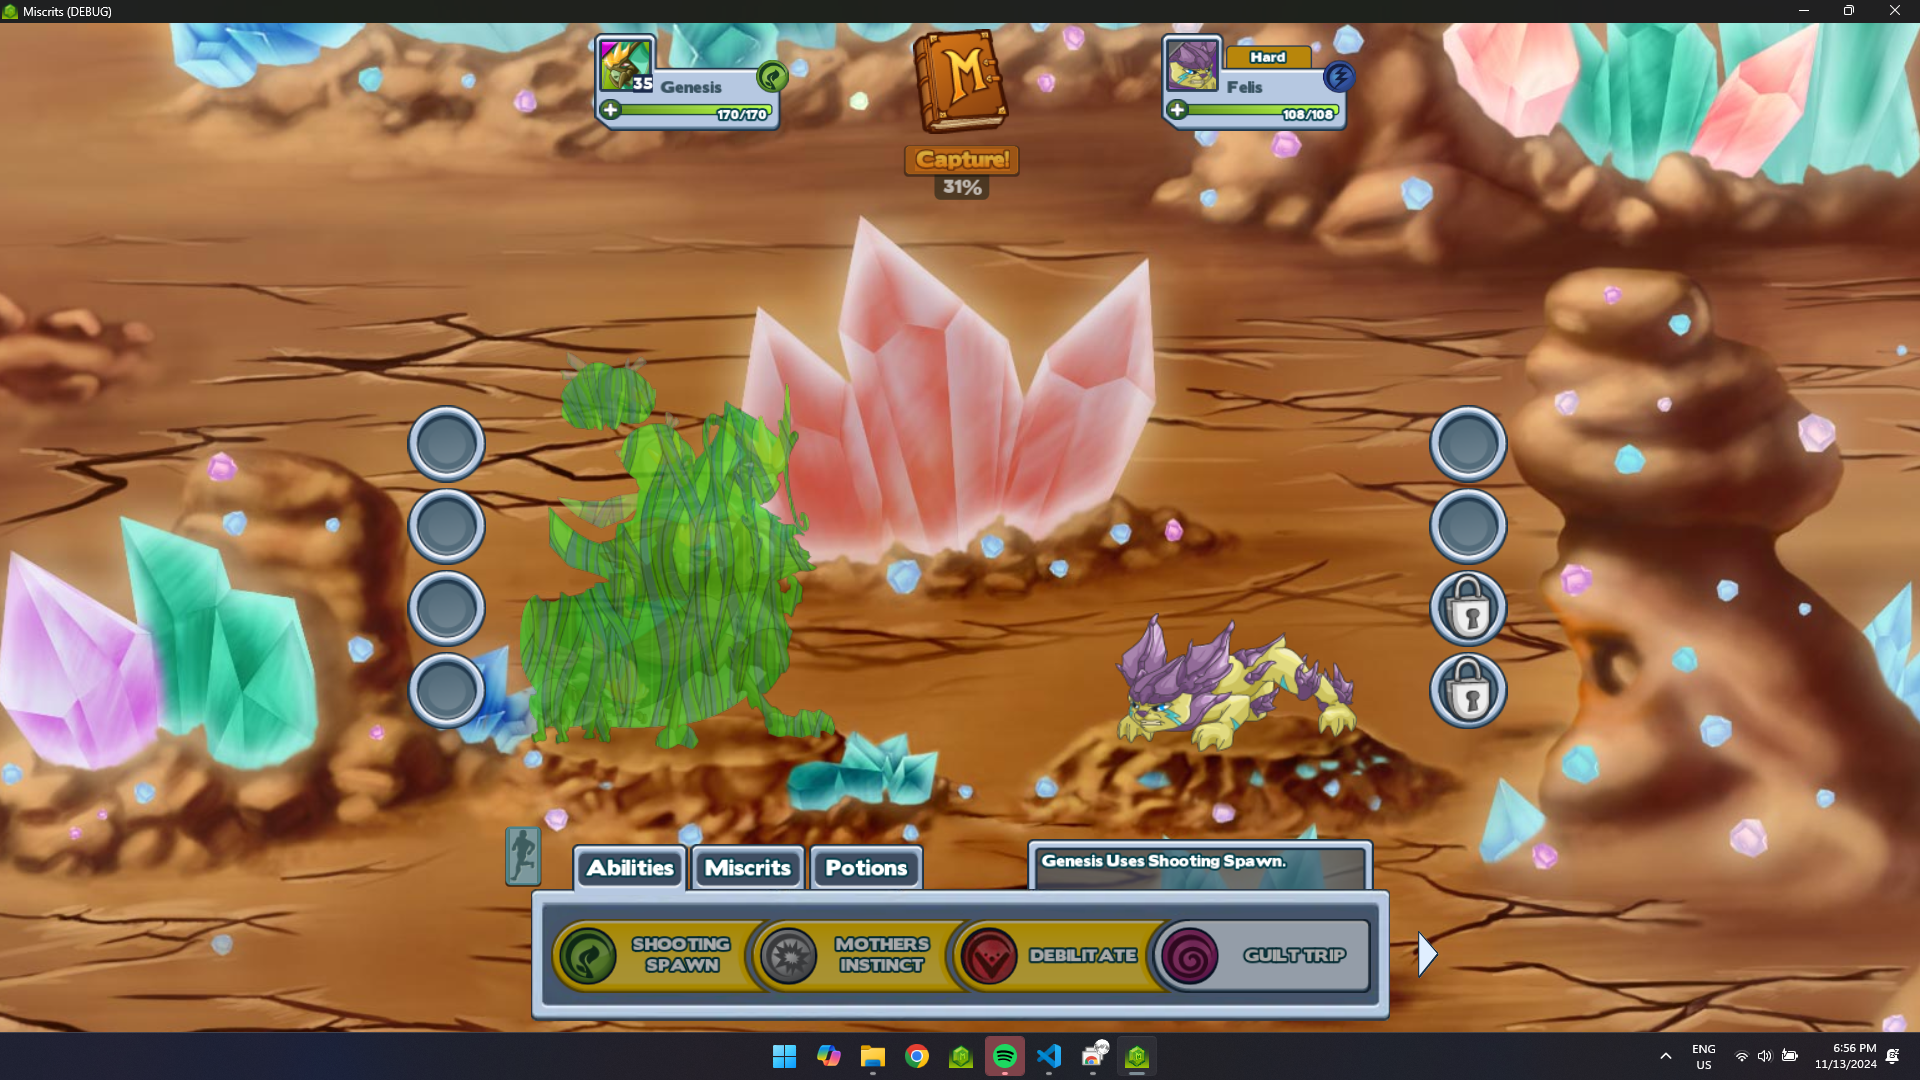 Miscrits (DEBUG)
35
Genesis
170/170
M
Hard
Felis
108/108
Capture!
31%
Abilities
Miscrits
Potions
Genesis Uses Shooting Spawn.
SHOOTING
SPAWN
MOTHERS
INSTINCT
DEBILITATE
GUILT TRIP
ENG
US
6:56 PM
11/13/2024